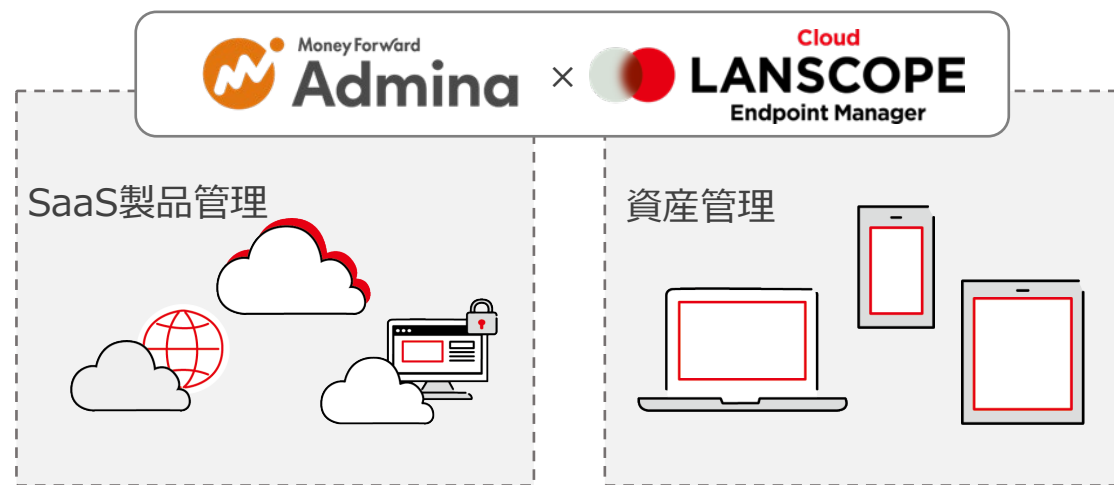 Money Forward
Admina
×
Cloud
LANSCOPE
Endpoint Manager
SaaS製品管理
資産管理